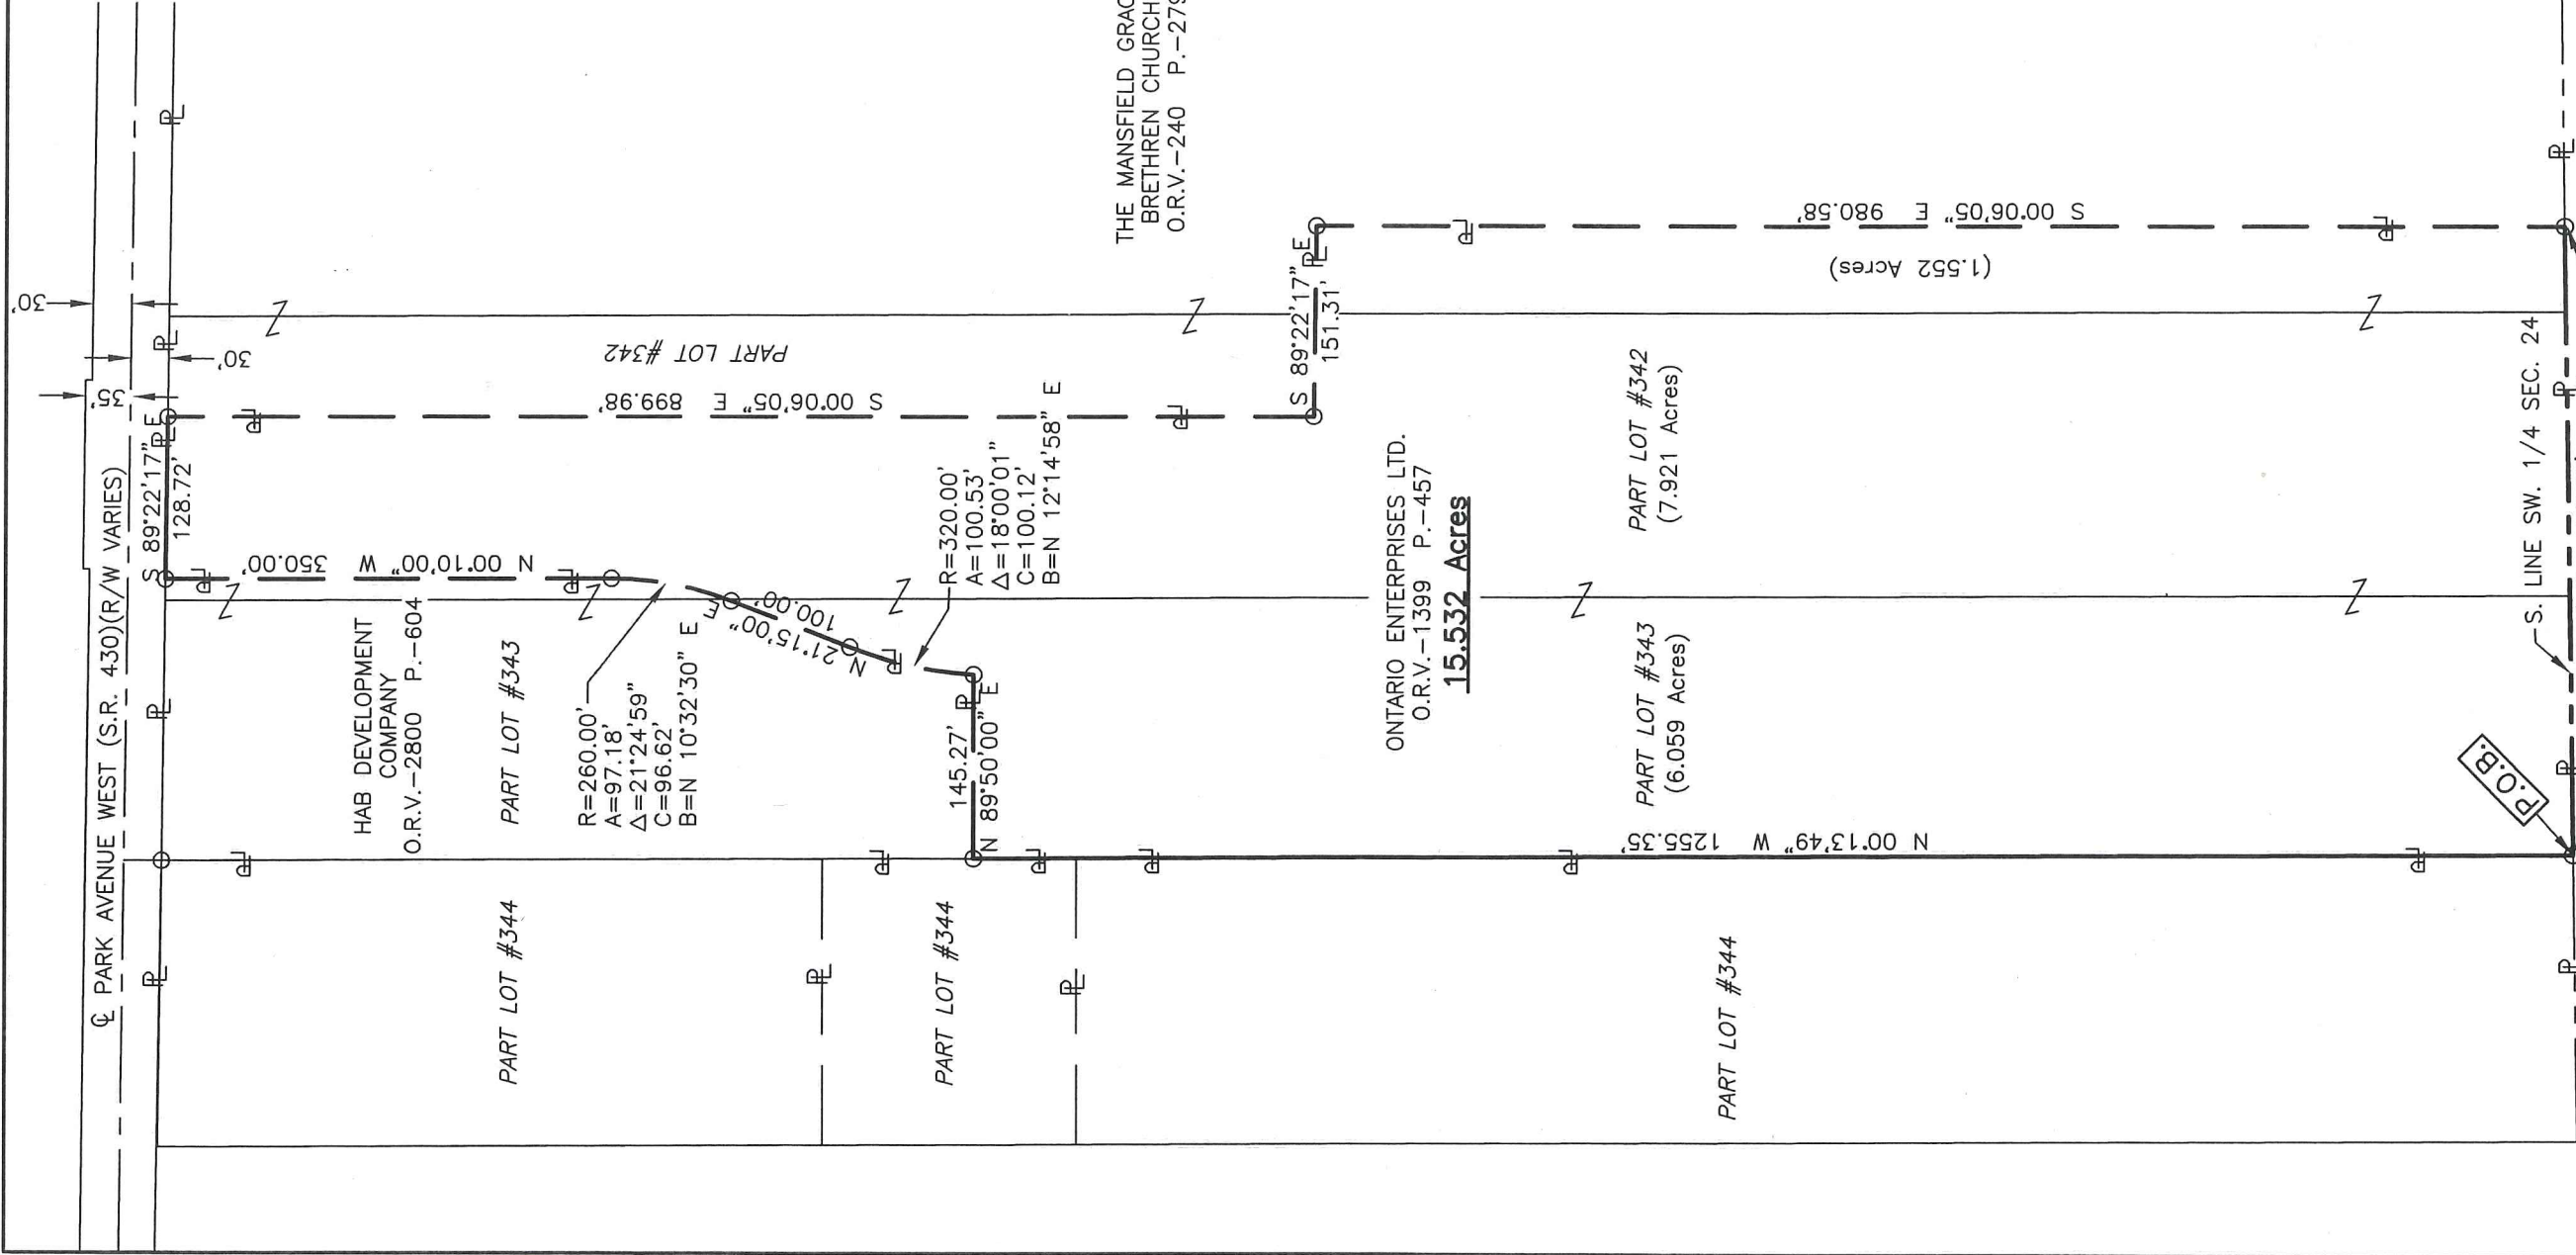 ℄ PARK AVENUE WEST (S.R. 430)(R/W VARIES)
30'
30'
35'
S 89°22'17" E
128.72'
N 00°10'00" W 350.00'
HAB DEVELOPMENT
COMPANY
O.R.V.-2800 P.-604
PART LOT #343
R=260.00'
A=97.18'
Δ=21°24'59"
C=96.62'
B=N 10°32'30" E
N 21°15'00" E
100.00'
R=320.00'
A=100.53'
Δ=18°00'01"
C=100.12'
B=N 12°14'58" E
145.27'
N 89°50'00" E
PART LOT #342
S 00°06'05" E 899.98'
THE MANSFIELD
BRETHREN CHURCH
O.R.V.-240
S 89°22'17" E
151.31'
S 00°06'05" E 980.58'
(1.552 Acres)
ONTARIO ENTERPRISES LTD.
O.R.V.-1399 P.-457
15.532 Acres
PART LOT #342
(7.921 Acres)
PART LOT #343
(6.059 Acres)
N 00°13'49" W 1255.35'
PART LOT #344
PART LOT #344
PART LOT #344
P.O.B.
S. LINE SW. 1/4 SEC. 24